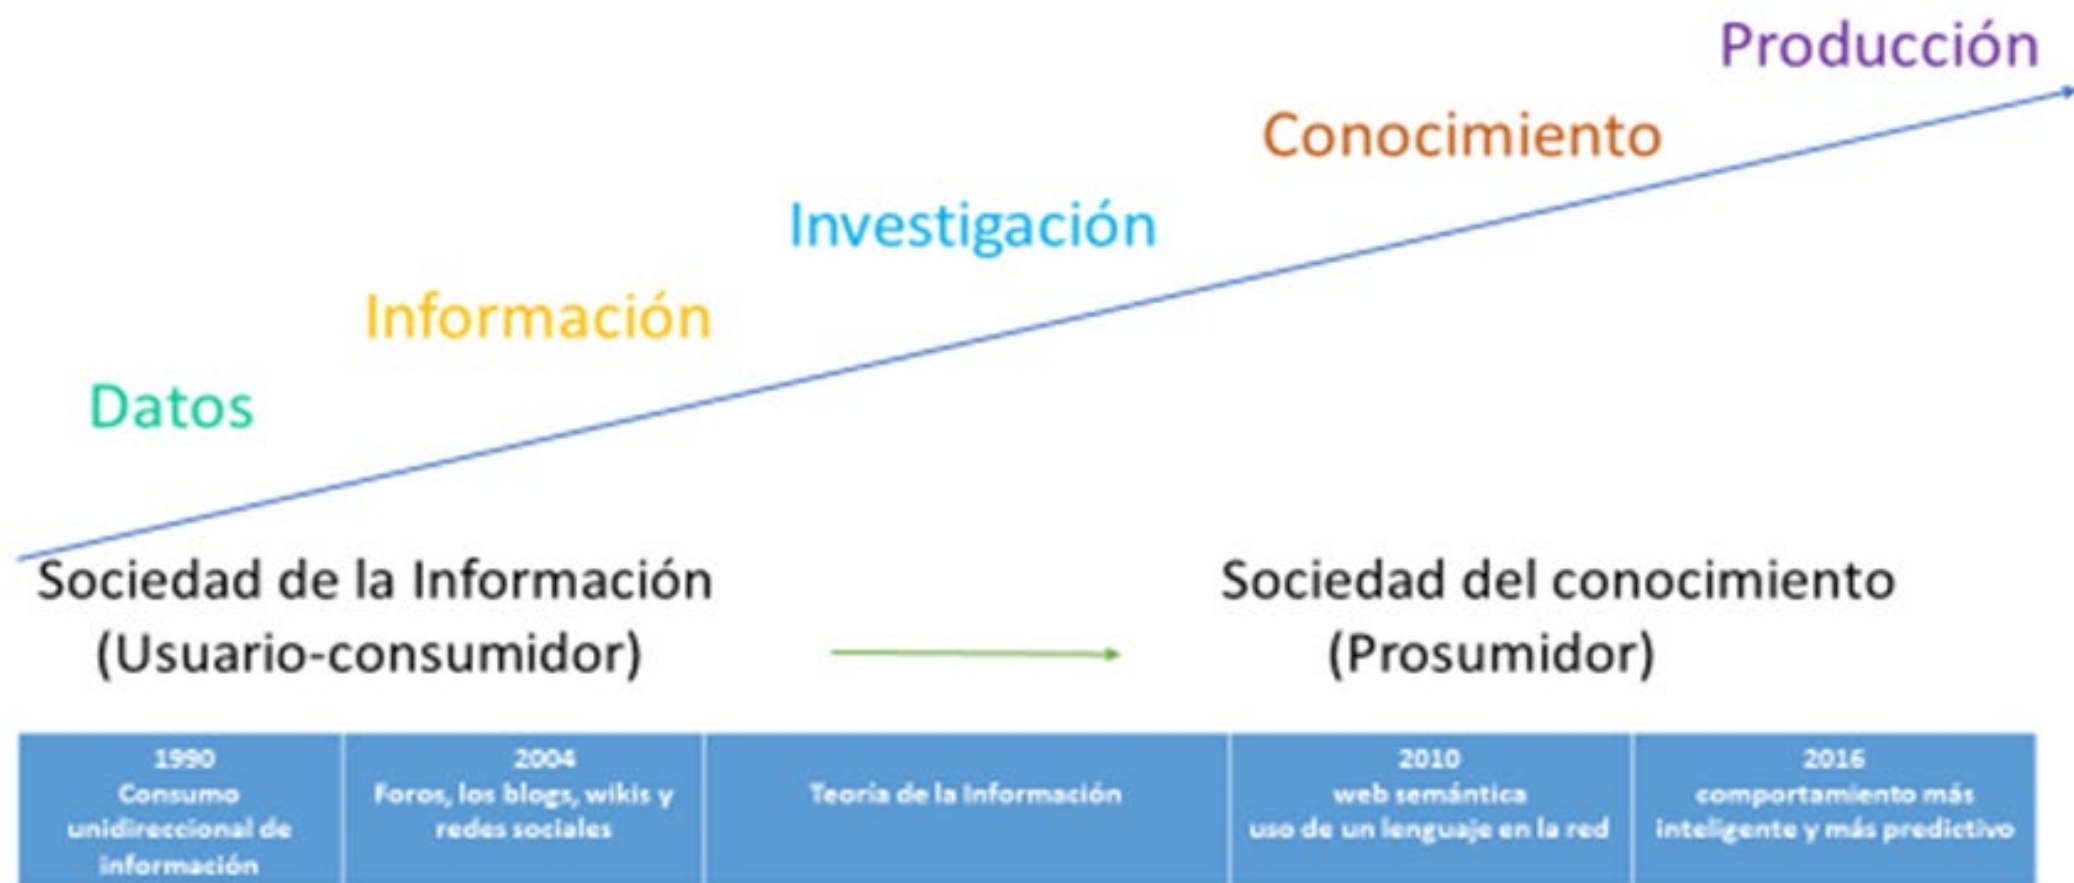 Producción
Conocimiento
Investigación
Información
Datos
Sociedad de la Información
(Usuario-consumidor)
Sociedad del conocimiento
(Prosumidor)
1990
Consumo
unidireccional de
información
2004
Foros, los blogs, wikis y
redes sociales
Teoría de la Información
2010
web semántica
uso de un lenguaje en la red
2016
comportamiento más
inteligente y más predictivo